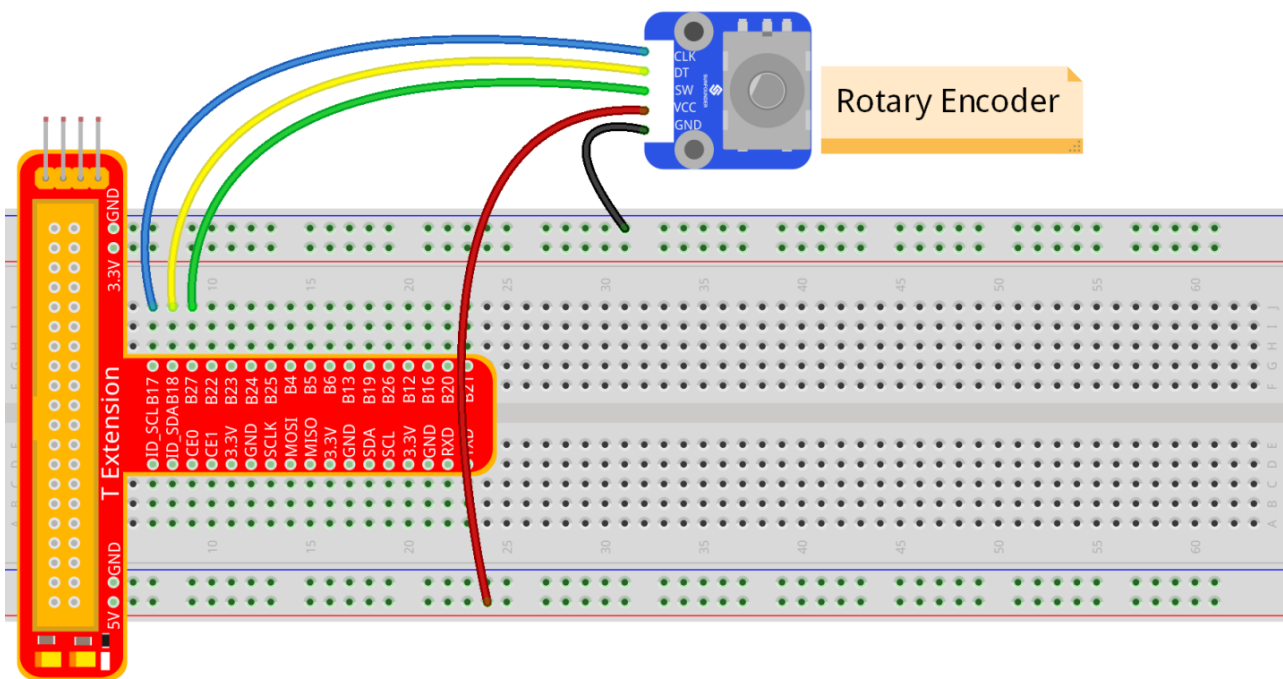 CLK
DT
SW
VCC
GND
SUNFOUNDER
Rotary Encoder
GND
3.3V
10 15 20 25 30 35 40 45 50 55 60
J
I
H
G
F
T Extension
B17 B18 B27 B22 B23 B24 B25 B4 B5 B6 B13 B19 B26 B12 B16 B20 B21
ID_SCL ID_SDA CE0 CE1 3.3V GND SCLK MOSI MISO 3.3V GND SDA SCL 3.3V GND RXD
E
D
C
B
A
10 15 20 25 30 35 40 45 50 55 60
GND
5V